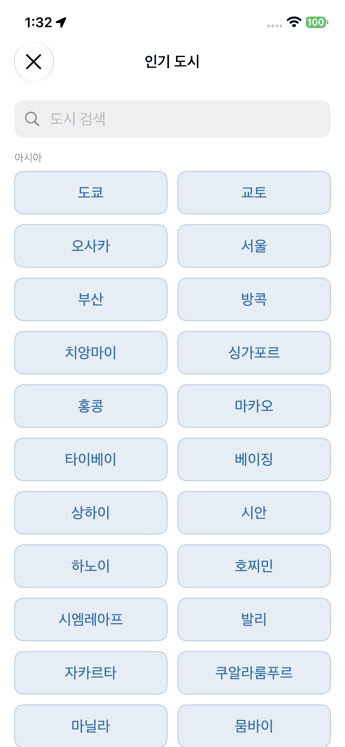 1:32
100
인기 도시
도시 검색
아시아
도쿄
교토
오사카
서울
부산
방콕
치앙마이
싱가포르
홍콩
마카오
타이베이
베이징
상하이
시안
하노이
호찌민
시엠레아프
발리
자카르타
쿠알라룸푸르
마닐라
뭄바이